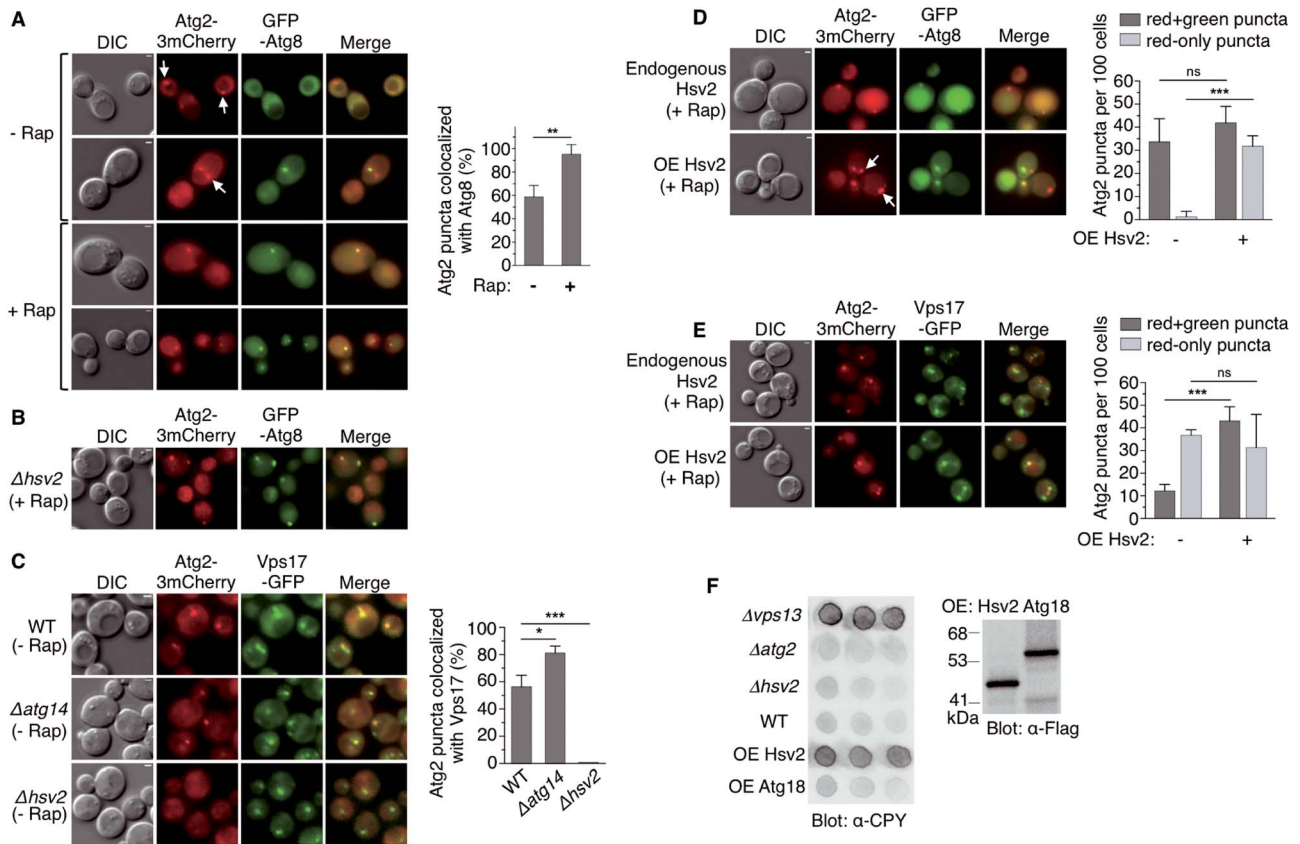 A
DIC
Atg2-
3mCherry
GFP
-Atg8
Merge
- Rap
+ Rap
Atg2 puncta colocalized
with Atg8 (%)
100
80
60
40
20
0
**
Rap: - +
B
DIC
Atg2-
3mCherry
GFP
-Atg8
Merge
Δhsv2
(+ Rap)
C
DIC
Atg2-
3mCherry
Vps17
-GFP
Merge
WT
(- Rap)
Δatg14
(- Rap)
Δhsv2
(- Rap)
Atg2 puncta colocalized
with Vps17 (%)
100
80
60
40
20
0
***
*
WT
Δatg14
Δhsv2
D
DIC
Atg2-
3mCherry
GFP
-Atg8
Merge
Endogenous
Hsv2
(+ Rap)
OE Hsv2
(+ Rap)
red+green puncta
red-only puncta
Atg2 puncta per 100 cells
60
50
40
30
20
10
0
ns
***
OE Hsv2: - +
E
DIC
Atg2-
3mCherry
Vps17
-GFP
Merge
Endogenous
Hsv2
(+ Rap)
OE Hsv2
(+ Rap)
red+green puncta
red-only puncta
Atg2 puncta per 100 cells
60
50
40
30
20
10
0
ns
***
OE Hsv2: - +
F
Δvps13
Δatg2
Δhsv2
WT
OE Hsv2
OE Atg18
Blot: α-CPY
OE: Hsv2 Atg18
68
53
41
kDa
Blot: α-Flag